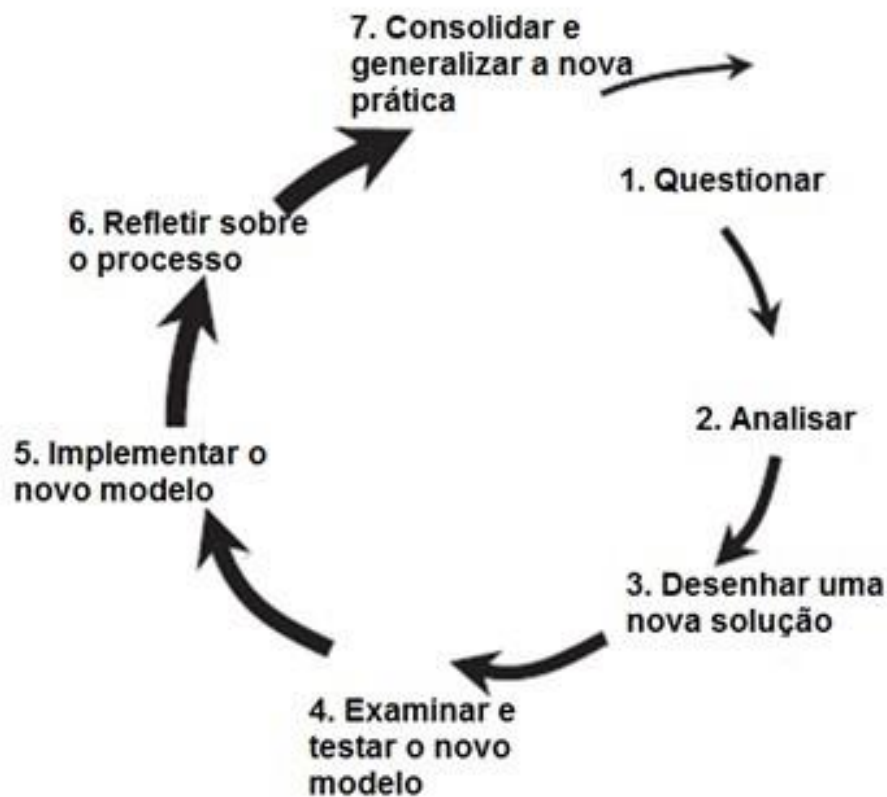 7. Consolidar e
generalizar a nova
prática
1. Questionar
2. Analisar
3. Desenhar uma
nova solução
4. Examinar e
testar o novo
modelo
5. Implementar o
novo modelo
6. Refletir sobre
o processo